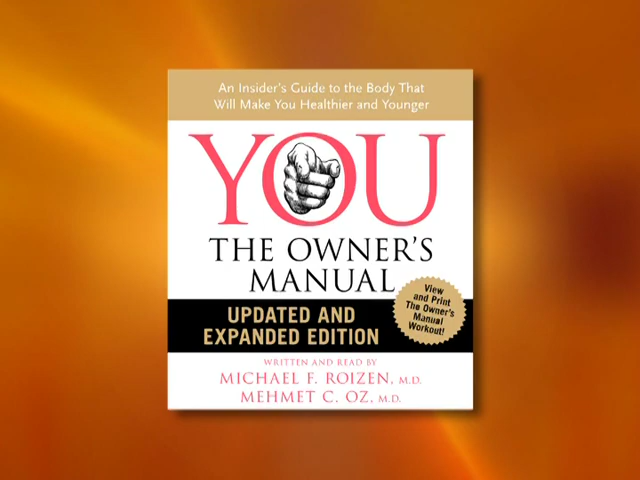 An Insider's Guide to the Body That
Will Make You Healthier and Younger
YOU
THE OWNER'S
MANUAL
View
and Print
The Owner's
Manual
Workout!
UPDATED AND
EXPANDED EDITION
WRITTEN AND READ BY
MICHAEL F. ROIZEN, M.D.
MEHMET C. OZ, M.D.